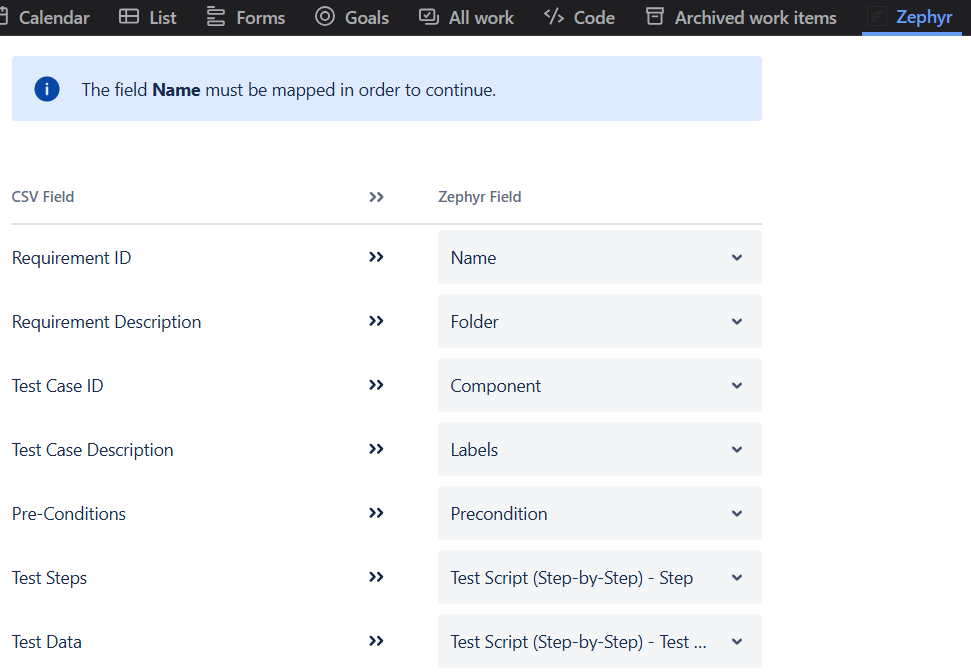 Calendar List Forms Goals All work Code Archived work items Zephyr
The field Name must be mapped in order to continue.
CSV Field >> Zephyr Field
Requirement ID >> Name
Requirement Description >> Folder
Test Case ID >> Component
Test Case Description >> Labels
Pre-Conditions >> Precondition
Test Steps >> Test Script (Step-by-Step) - Step
Test Data >> Test Script (Step-by-Step) - Test ...